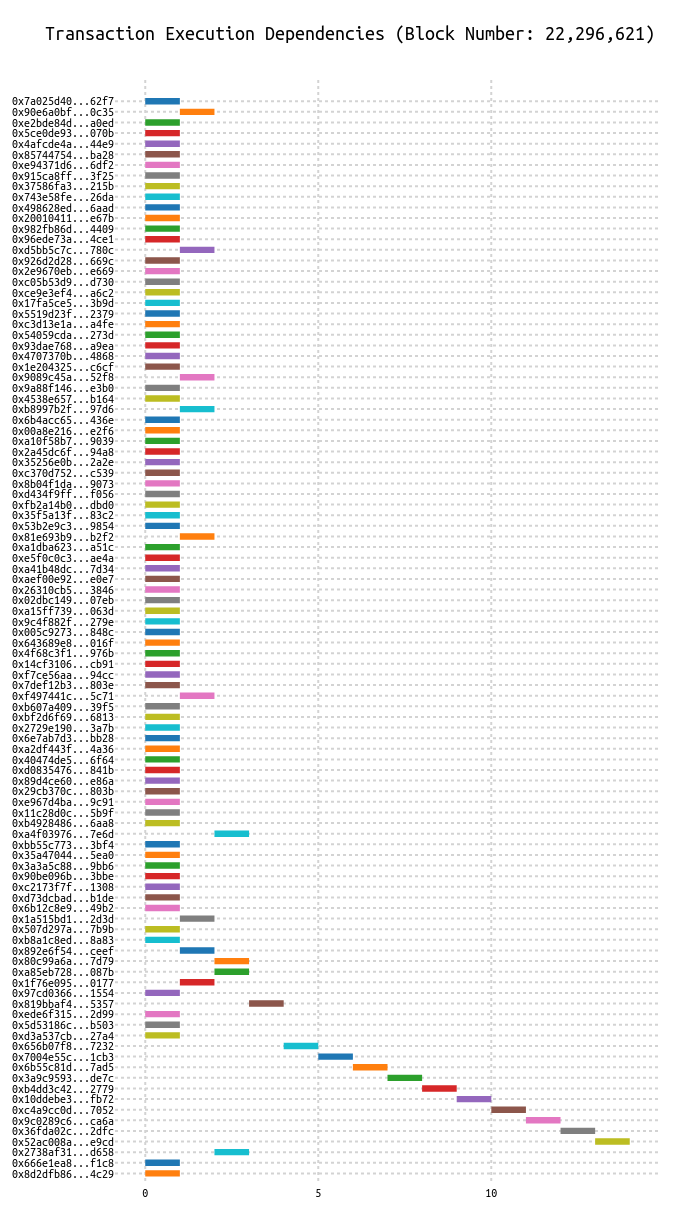 Transaction Execution Dependencies (Block Number: 22,296,621)
0x7a025d40...62f7
0x90e6a0bf...0c35
0xe2bde84d...a0ed
0x5ce0de93...070b
0x4afcde4a...44e9
0x85744754...ba28
0xe94371d6...6df2
0x915ca8ff...3f25
0x37586fa3...215b
0x743e58fe...26da
0x498628ed...6aad
0x20010411...e67b
0x982fb86d...4409
0x96ede73a...4ce1
0xd5bb5c7c...780c
0x926d2d28...669c
0x2e9670eb...e669
0xc05b53d9...d730
0xce9e3ef4...a6c2
0x17fa5ce5...3b9d
0x5519d23f...2379
0xc3d13e1a...a4fe
0x54059cda...273d
0x93dae768...a9ea
0x4707370b...4868
0x1e204325...c6cf
0x9089c45a...52f8
0x9a88f146...e3b0
0x4538e657...b164
0xb8997b2f...97d6
0x6b4acc65...436e
0x00a8e216...e2f6
0xa10f58b7...9039
0x2a45dc6f...94a8
0x35256e0b...2a2e
0xc370d752...c539
0x8b04f1da...9073
0xd434f9ff...f056
0xfb2a14b0...dbd0
0x35f5a13f...83c2
0x53b2e9c3...9854
0x81e693b9...b2f2
0xa1dba623...a51c
0xe5f0c0c3...ae4a
0xa41b48dc...7d34
0xaef00e92...e0e7
0x26310cb5...3846
0x02dbc149...07eb
0xa15ff739...063d
0x9c4f882f...279e
0x005c9273...848c
0x643689e8...016f
0x4f68c3f1...976b
0x14cf3106...cb91
0xf7ce56aa...94cc
0x7def12b3...803e
0xf497441c...5c71
0xb607a409...39f5
0xbf2d6f69...6813
0x2729e190...3a7b
0x6e7ab7d3...bb28
0xa2df443f...4a36
0x40474de5...6f64
0xd0835476...841b
0x89d4ce60...e86a
0x29cb370c...803b
0xe967d4ba...9c91
0x11c28d0c...5b9f
0xb4928486...6aa8
0xa4f03976...7e6d
0xbb55c773...3bf4
0x35a47044...5ea0
0x3a3a5c88...9bb6
0x90be096b...3bbe
0xc2173f7f...1308
0xd73dcbad...b1de
0x6b12c8e9...49b2
0x1a515bd1...2d3d
0x507d297a...7b9b
0xb8a1c8ed...8a83
0x892e6f54...ceef
0x80c99a6a...7d79
0xa85eb728...087b
0x1f76e095...0177
0x97cd0366...1554
0x819bbaf4...5357
0xede6f315...2d99
0x5d53186c...b503
0xd3a537cb...27a4
0x656b07f8...7232
0x7004e55c...1cb3
0x6b55c81d...7ad5
0x3a9c9593...de7c
0xb4dd3c42...2779
0x10ddebe3...fb72
0xc4a9cc0d...7052
0x9c0289c6...ca6a
0x36fda02c...2dfc
0x52ac008a...e9cd
0x2738af31...d658
0x666e1ea8...f1c8
0x8d2dfb86...4c29
0 5 10